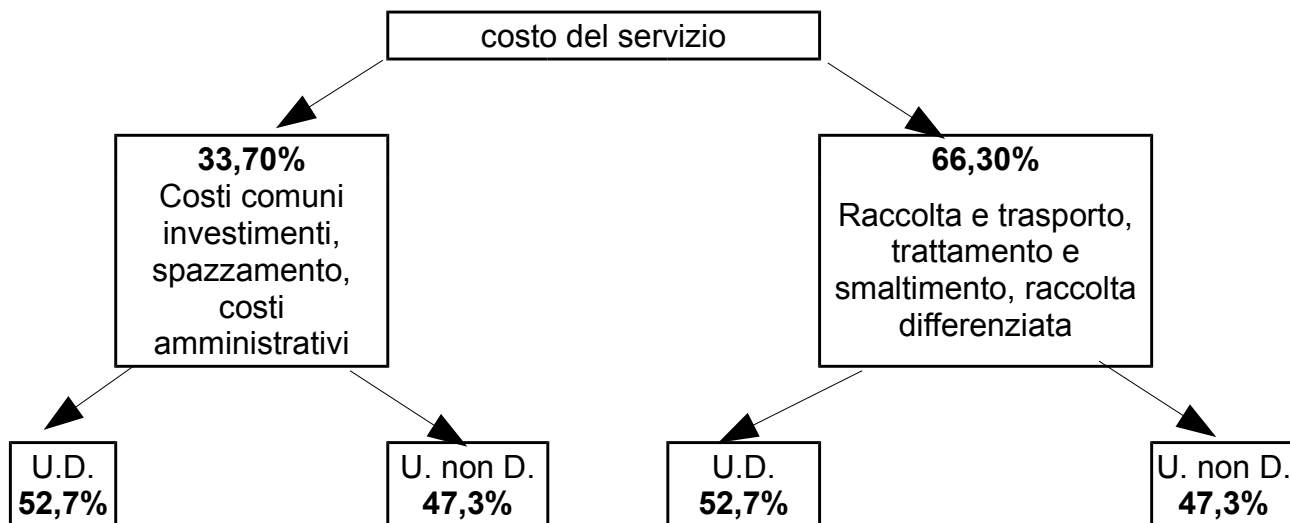 costo del servizio
33,70%
Costi comuni
investimenti,
spazzamento,
costi
amministrativi
66,30%
Raccolta e trasporto,
trattamento e
smaltimento, raccolta
differenziata
U.D.
52,7%
U. non D.
47,3%
U.D.
52,7%
U. non D.
47,3%